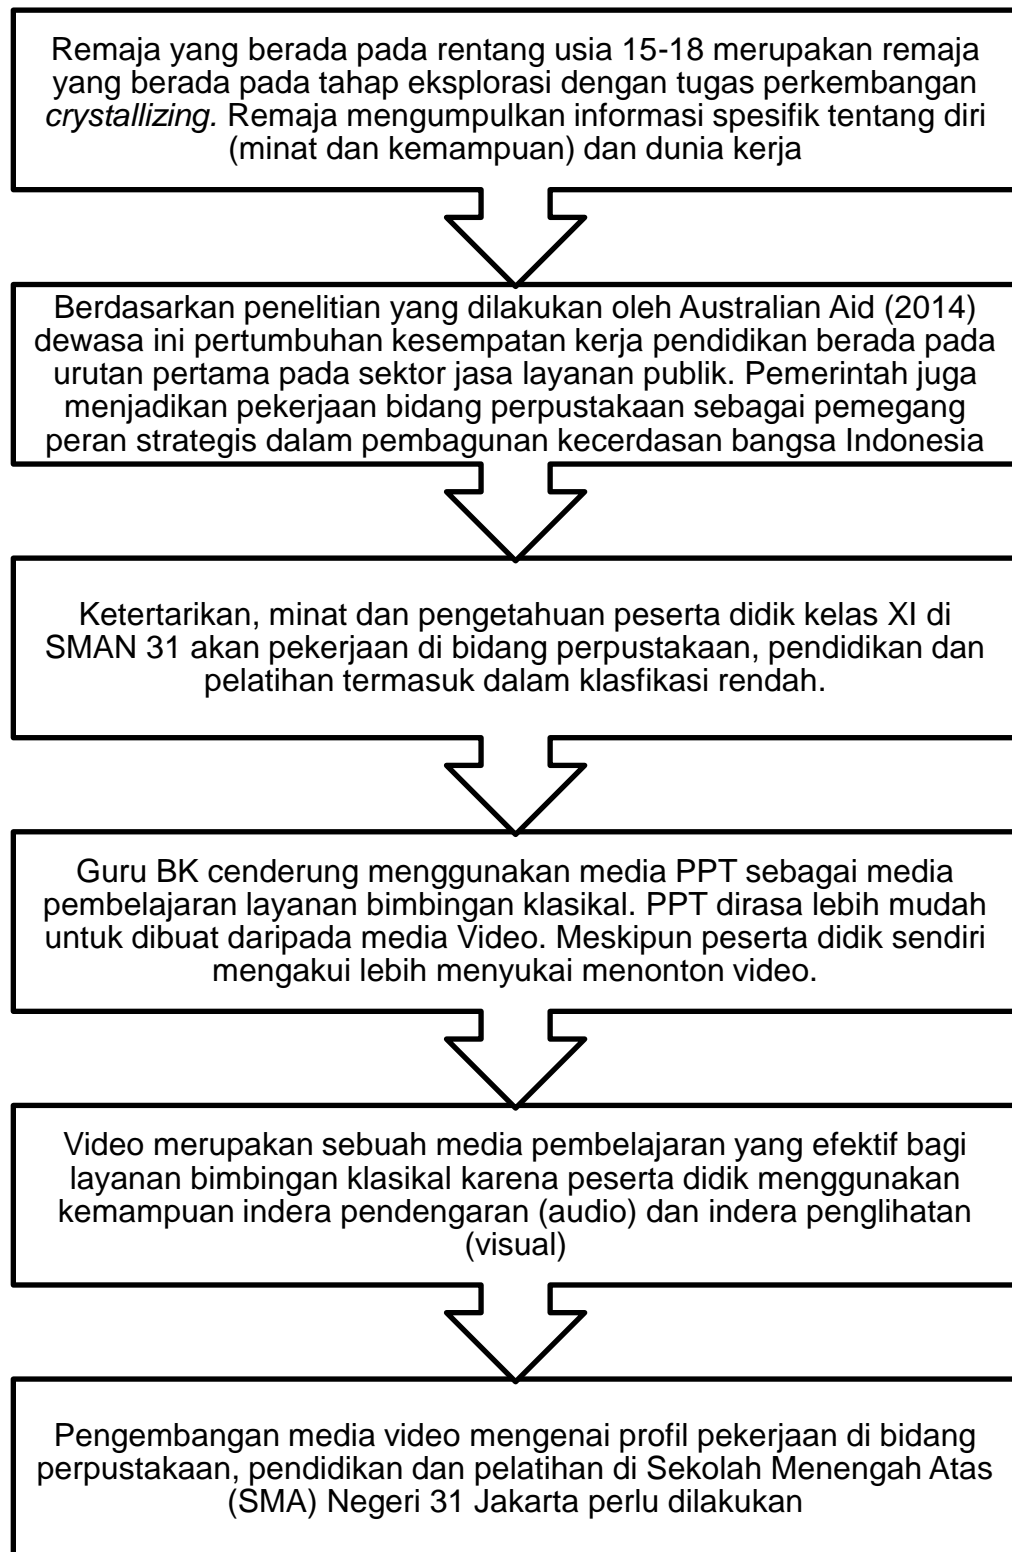 Remaja yang berada pada rentang usia 15-18 merupakan remaja
yang berada pada tahap eksplorasi dengan tugas perkembangan
crystallizing. Remaja mengumpulkan informasi spesifik tentang diri
(minat dan kemampuan) dan dunia kerja
Berdasarkan penelitian yang dilakukan oleh Australian Aid (2014)
dewasa ini pertumbuhan kesempatan kerja pendidikan berada pada
urutan pertama pada sektor jasa layanan publik. Pemerintah juga
menjadikan pekerjaan bidang perpustakaan sebagai pemegang
peran strategis dalam pembagunan kecerdasan bangsa Indonesia
Ketertarikan, minat dan pengetahuan peserta didik kelas XI di
SMAN 31 akan pekerjaan di bidang perpustakaan, pendidikan dan
pelatihan termasuk dalam klasfikasi rendah.
Guru BK cenderung menggunakan media PPT sebagai media
pembelajaran layanan bimbingan klasikal. PPT dirasa lebih mudah
untuk dibuat daripada media Video. Meskipun peserta didik sendiri
mengakui lebih menyukai menonton video.
Video merupakan sebuah media pembelajaran yang efektif bagi
layanan bimbingan klasikal karena peserta didik menggunakan
kemampuan indera pendengaran (audio) dan indera penglihatan
(visual)
Pengembangan media video mengenai profil pekerjaan di bidang
perpustakaan, pendidikan dan pelatihan di Sekolah Menengah Atas
(SMA) Negeri 31 Jakarta perlu dilakukan